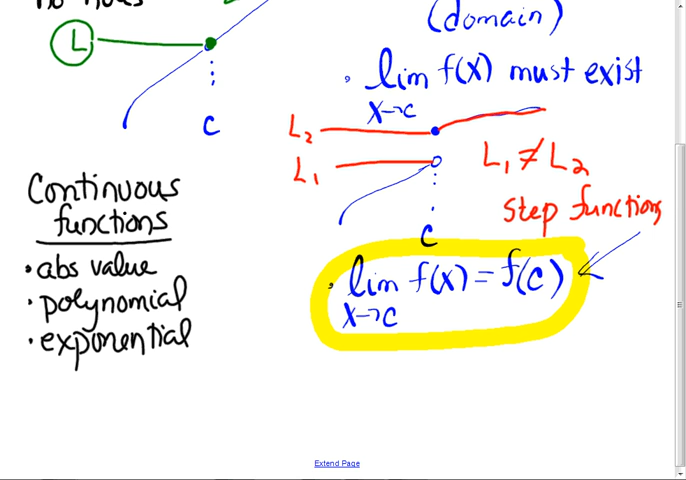 (domain)
L
· lim f(x) must exist
x→c
c
L₂
L₁
L₁ ≠ L₂
step functions
c
Continuous
functions
· abs value
· polynomial
· exponential
· lim f(x) = f(c)
x→c
Extend Page